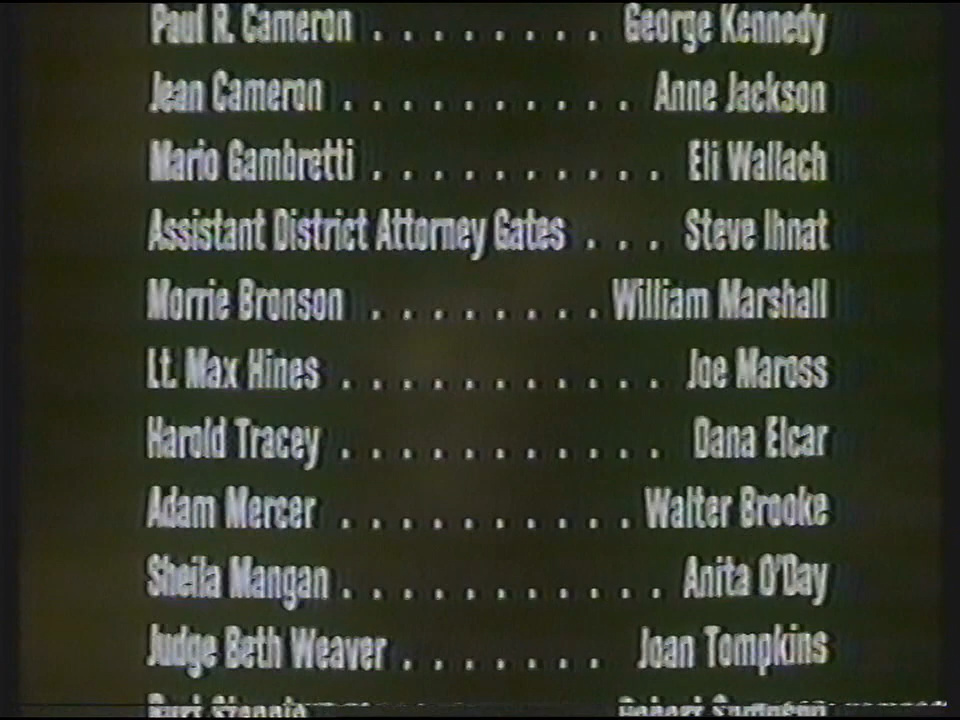 Paul R. Cameron . . . . . . . . George Kennedy
Jean Cameron . . . . . . . . . . Anne Jackson
Mario Gambretti . . . . . . . . . . Eli Wallach
Assistant District Attorney Gates . . . Steve Ihnat
Morrie Bronson . . . . . . . . William Marshall
Lt. Max Hines . . . . . . . . . . . Joe Maross
Harold Tracey . . . . . . . . . . . Dana Elcar
Adam Mercer . . . . . . . . . . Walter Brooke
Sheila Mangan . . . . . . . . . . . Anita O'Day
Judge Beth Weaver . . . . . . . Joan Tompkins